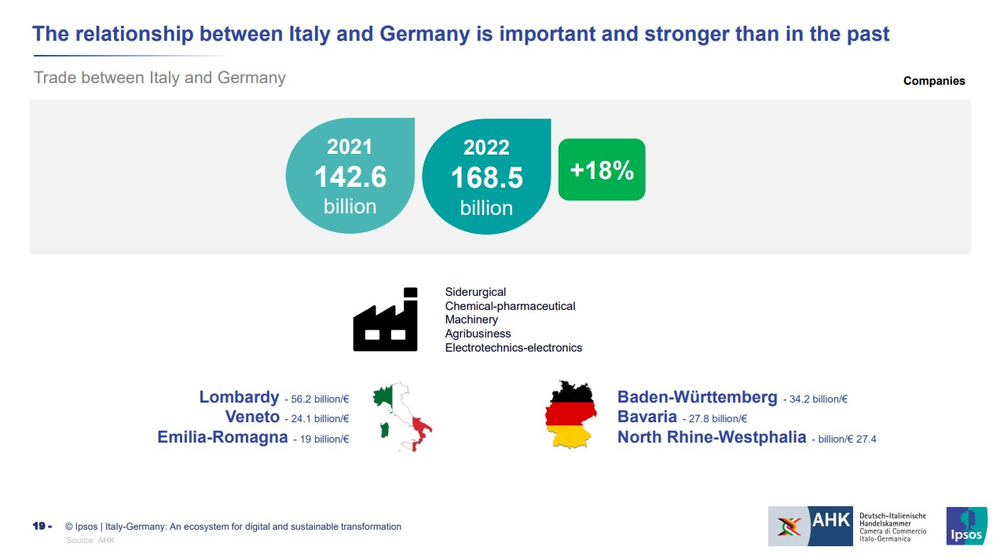 The relationship between Italy and Germany is important and stronger than in the past
Trade between Italy and Germany
Companies
2021
142.6
billion
2022
168.5
billion
+18%
Siderurgical
Chemical-pharmaceutical
Machinery
Agribusiness
Electrotechnics-electronics
Lombardy - 56.2 billion/€
Veneto - 24.1 billion/€
Emilia-Romagna - 19 billion/€
Baden-Württemberg - 34.2 billion/€
Bavaria - 27.8 billion/€
North Rhine-Westphalia - billion/€ 27.4
19 - © Ipsos | Italy-Germany: An ecosystem for digital and sustainable transformation
Source: AHK
AHK
Deutsch-Italienische
Handelskammer
Camera di Commercio
Italo-Germanica
Ipsos